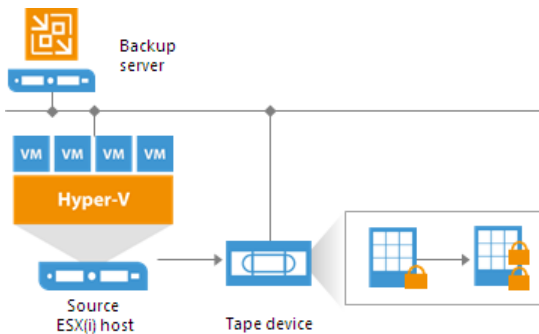 Backup
server
VM VM VM VM
Hyper-V
Source
ESX(i) host
Tape device